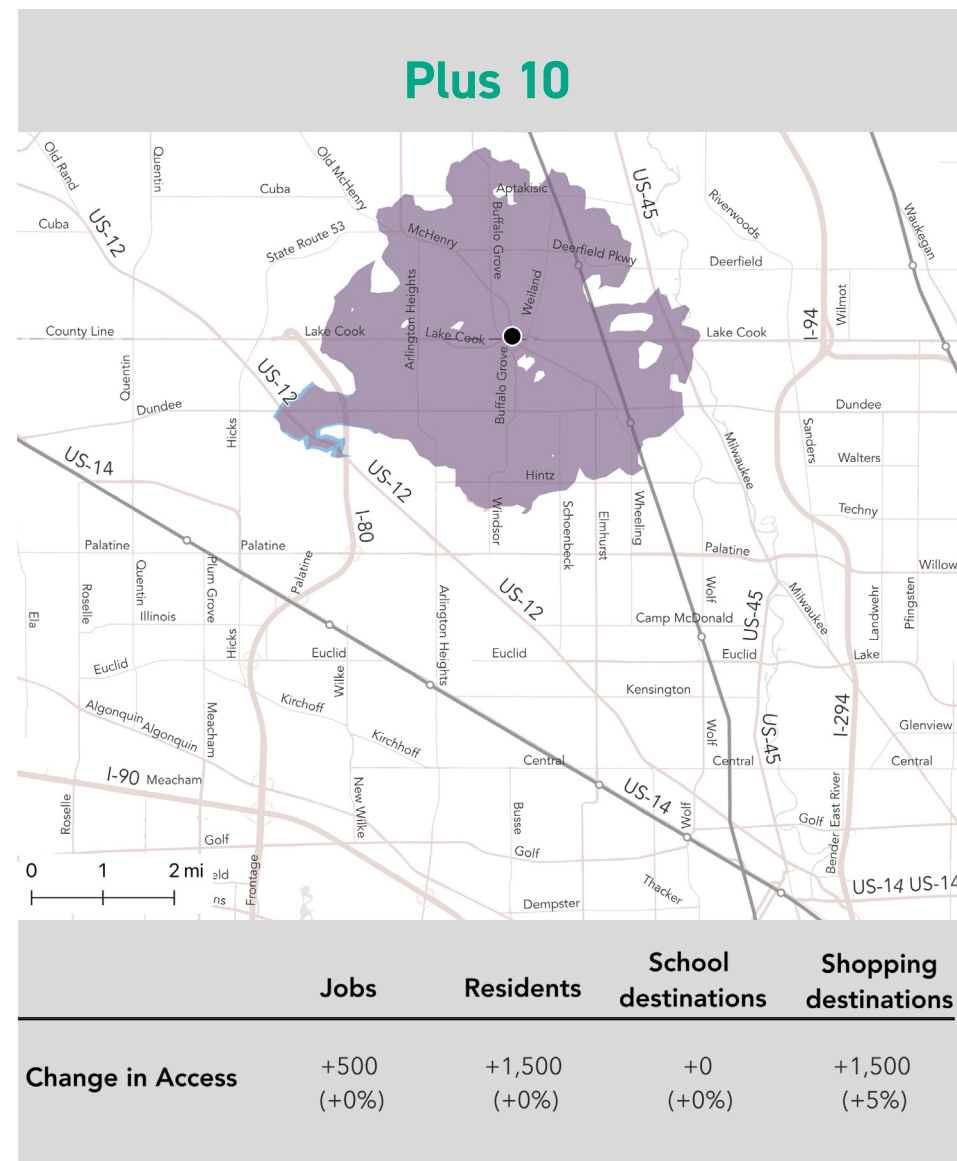 Plus 10
Old Rand
Quentin
Old McHenry
Cuba
Aptakisic
US-45
Riverwoods
Waukegan
Cuba
US-12
State Route 53
McHenry
Buffalo Grove
Deerfield Pkwy
Deerfield
Arlington Heights
Weiland
Wilmot
I-94
County Line
Lake Cook
Lake Cook
Lake Cook
Quentin
US-12
Buffalo Grove
Dundee
Dundee
Hicks
Sanders
Milwaukee
Walters
US-14
US-12
Hintz
Windsor
Schoenbeck
Elmhurst
Wheeling
Techny
I-80
Palatine
Palatine
Palatine
Palatine
Willow
Quentin
Plum Grove
Roselle
Ela
Illinois
Hicks
Arlington Heights
US-12
Wolf
Camp McDonald
US-45
Milwaukee
Landwehr
Pfingsten
Euclid
Euclid
Euclid
Euclid
Lake
Wilke
Kensington
Kirchoff
Algonquin
Algonquin
Meacham
Kirchhoff
Wolf
US-45
I-294
Glenview
Central
Central
Central
I-90
Meacham
Roselle
New Wilke
Busse
US-14
Wolf
Golf
East River
Bender
Golf
Golf
0
1
2 mi
eld
ns
Frontage
Thacker
Dempster
US-14
US-14
Jobs
Residents
School
destinations
Shopping
destinations
Change in Access
+500
+1,500
+0
+1,500
(+0%)
(+0%)
(+0%)
(+5%)